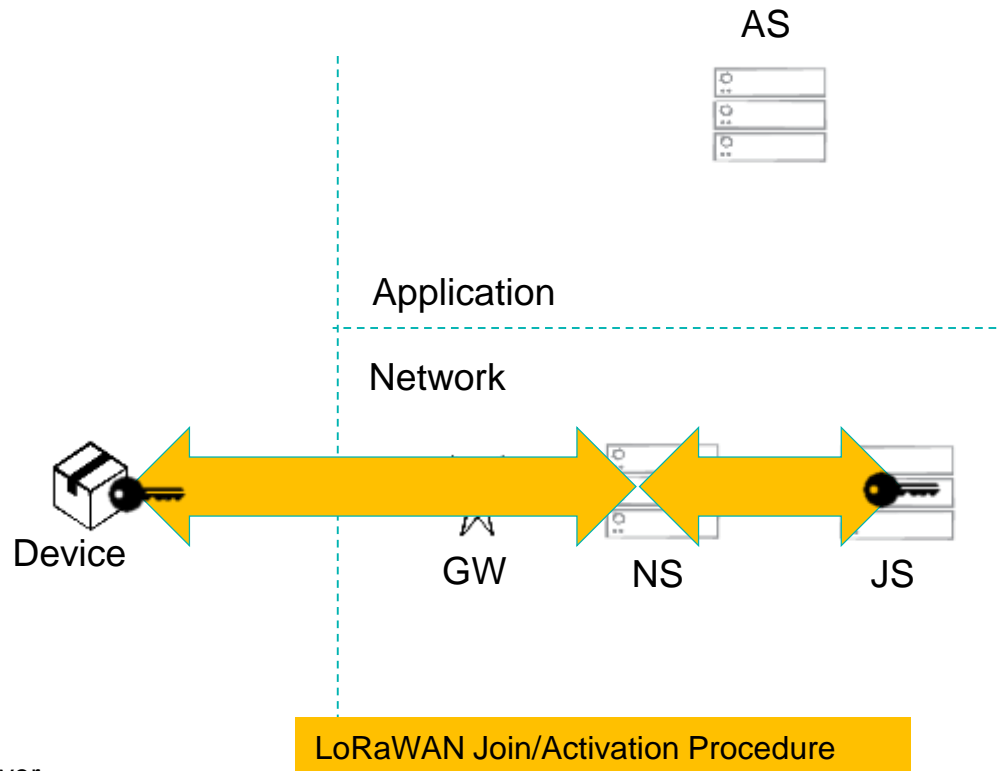 AS
Application
Network
Device
GW
NS
JS
LoRaWAN Join/Activation Procedure